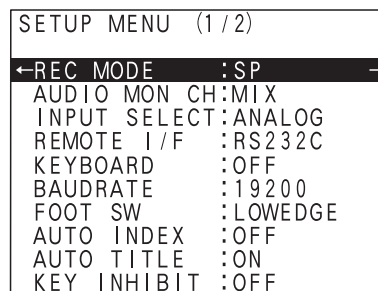 SETUP MENU (1/2)
←REC MODE :SP
AUDIO MON CH:MIX
INPUT SELECT:ANALOG
REMOTE I/F :RS232C
KEYBOARD :OFF
BAUDRATE :19200
FOOT SW :LOWEDGE
AUTO INDEX :OFF
AUTO TITLE :ON
KEY INHIBIT :OFF